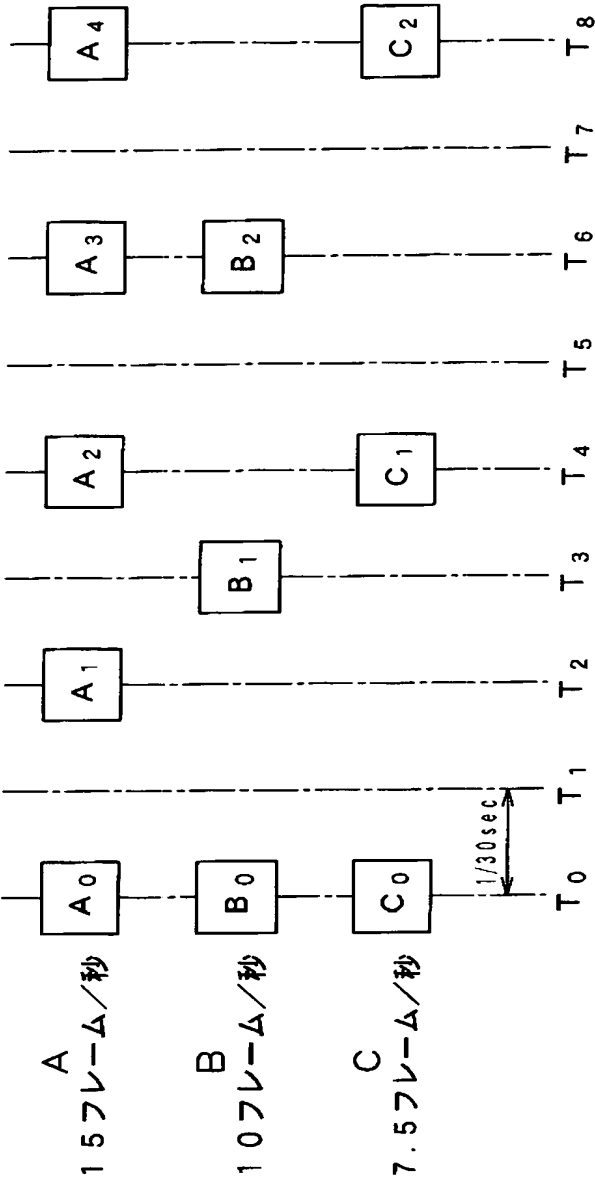 A
15フレーム/秒
A0 A1 A2 A3 A4
B
10フレーム/秒
B0 B1 B2
C
7.5フレーム/秒
C0 C1 C2
1/30sec
T0 T1 T2 T3 T4 T5 T6 T7 T8